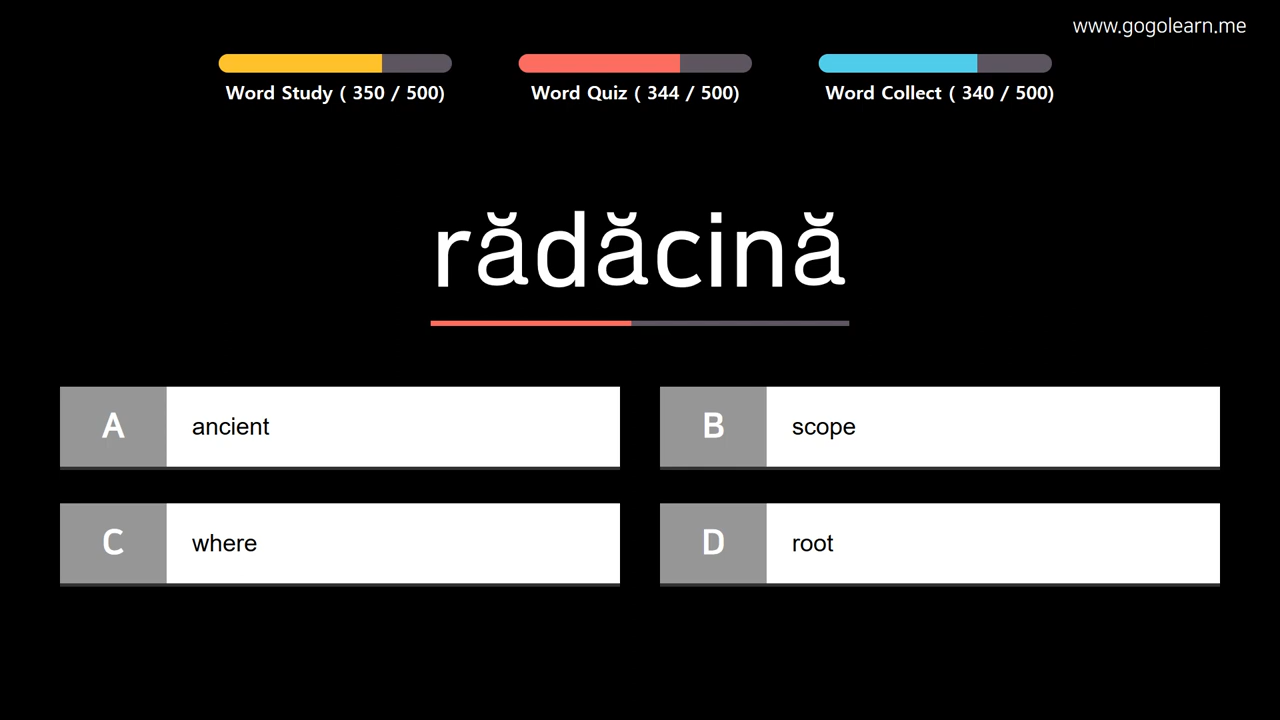 www.gogolearn.me
Word Study ( 350 / 500)
Word Quiz ( 344 / 500)
Word Collect ( 340 / 500)
rădăcină
A ancient
B scope
C where
D root